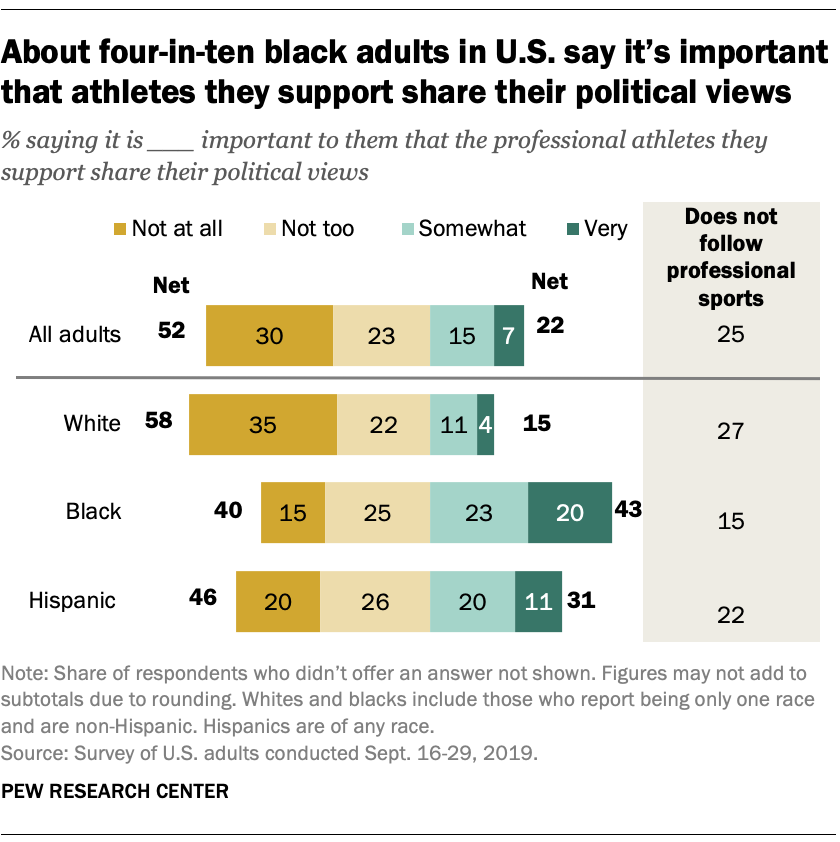 About four-in-ten black adults in U.S. say it's important
that athletes they support share their political views
% saying it is ___ important to them that the professional athletes they
support share their political views
Not at all Not too Somewhat Very
Does not
follow
professional
sports
Net Net
All adults 52 30 23 15 7 22 25
White 58 35 22 11 4 15 27
Black 40 15 25 23 20 43 15
Hispanic 46 20 26 20 11 31 22
Note: Share of respondents who didn't offer an answer not shown. Figures may not add to
subtotals due to rounding. Whites and blacks include those who report being only one race
and are non-Hispanic. Hispanics are of any race.
Source: Survey of U.S. adults conducted Sept. 16-29, 2019.
PEW RESEARCH CENTER